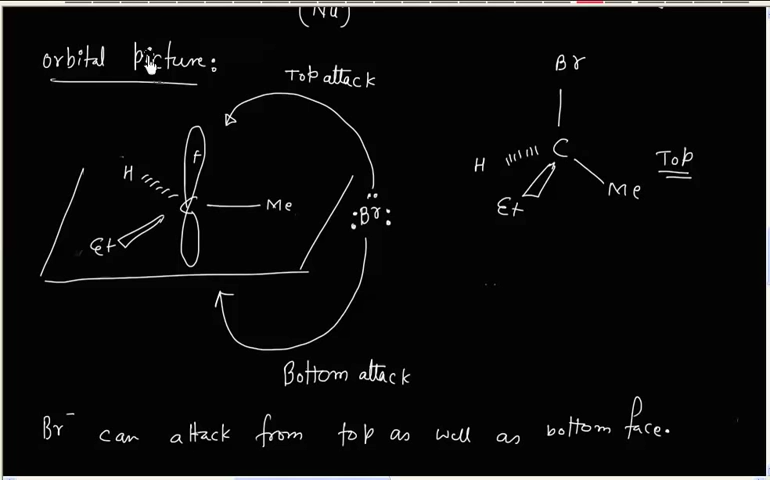 (Nu)
orbital picture:
Top attack
Br
H
+
C
Me
Et
:Br:
H
C
Me
Et
Top
Bottom attack
Br⁻ can attack from top as well as bottom face.